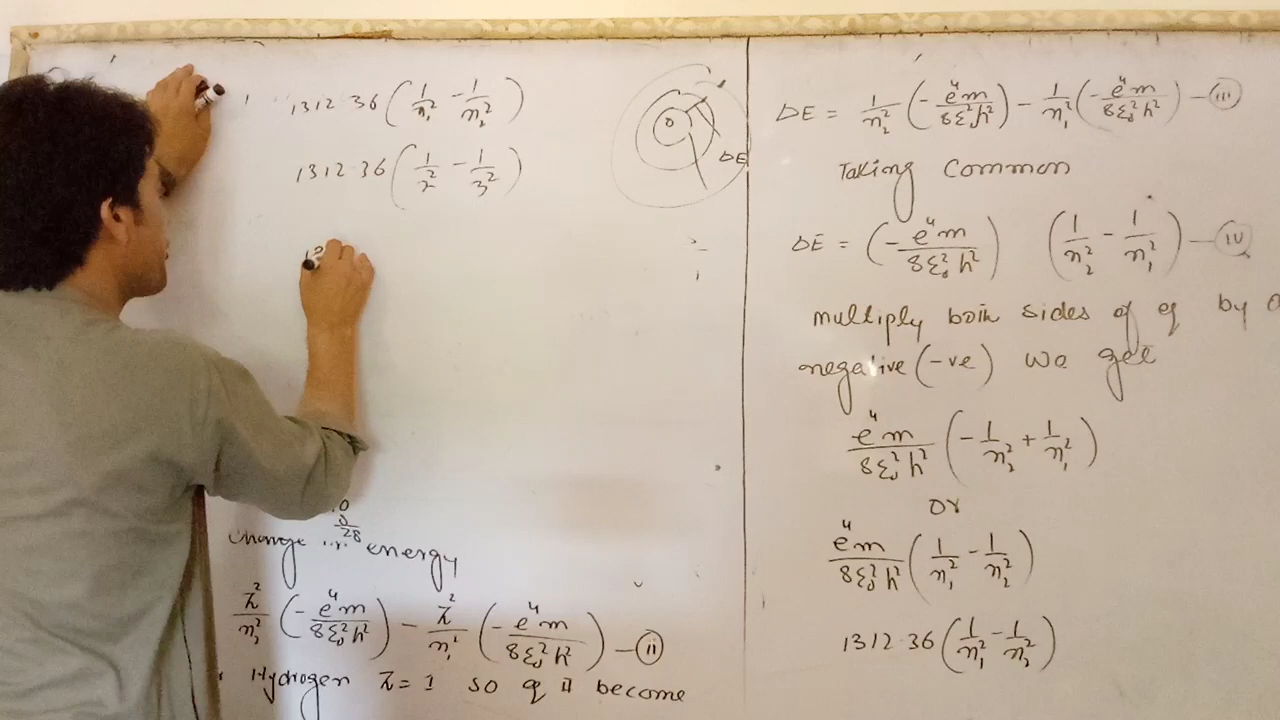 1312.36 (1/n₁² − 1/n₂²)
1312.36 (1/2² − 1/3²)
ΔE
change energy
Z²/n₂² (− e⁴m/8ε₀²h²) − Z²/n₁² (− e⁴m/8ε₀²h²) — (ii)
Hydrogen Z = 1 so eq II become
ΔE = 1/n₂² (− e⁴m/8ε₀²h²) − 1/n₁² (− e⁴m/8ε₀²h²) — (iii)
Taking Common
ΔE = (− e⁴m/8ε₀²h²) (1/n₂² − 1/n₁²) — (iv)
multiply both sides of eq by
negative (-ve) we get
e⁴m/8ε₀²h² (− 1/n₂² + 1/n₁²)
or
e⁴m/8ε₀²h² (1/n₁² − 1/n₂²)
1312.36 (1/n₁² − 1/n₂²)